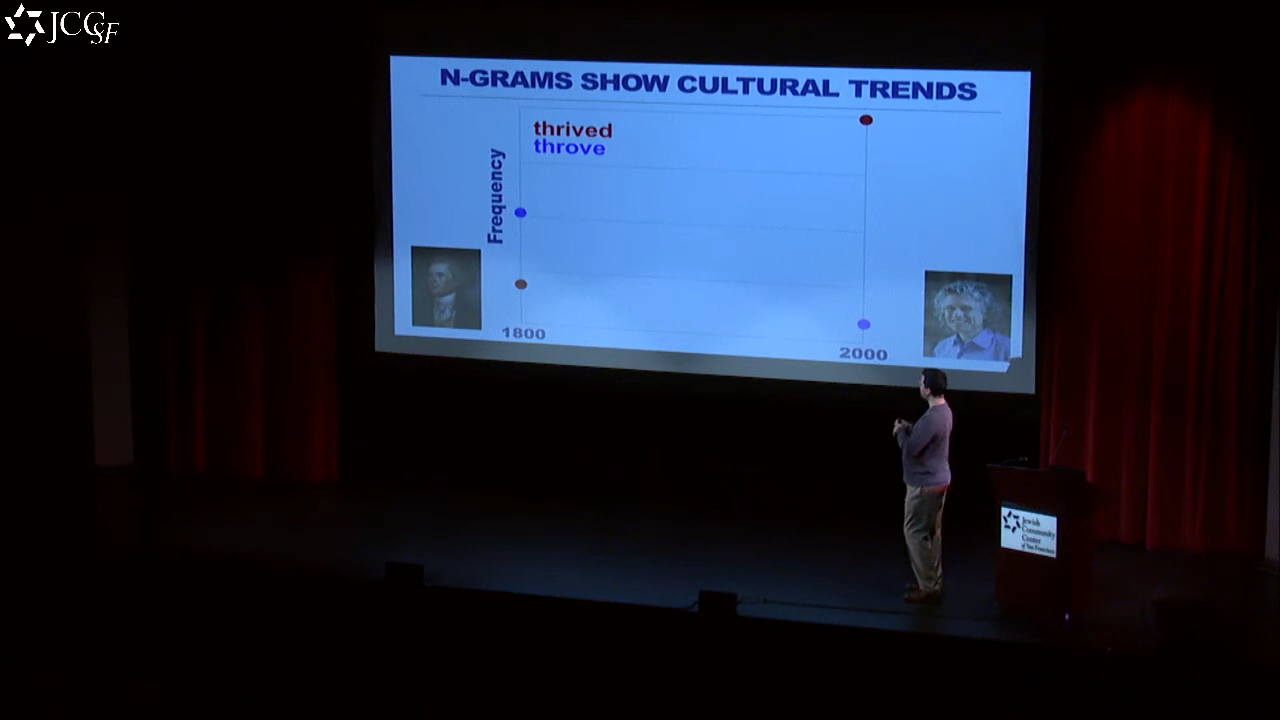 JCCSF
N-GRAMS SHOW CULTURAL TRENDS
thrived
throve
Frequency
1800
2000
Jewish
Community
Center
of San Francisco